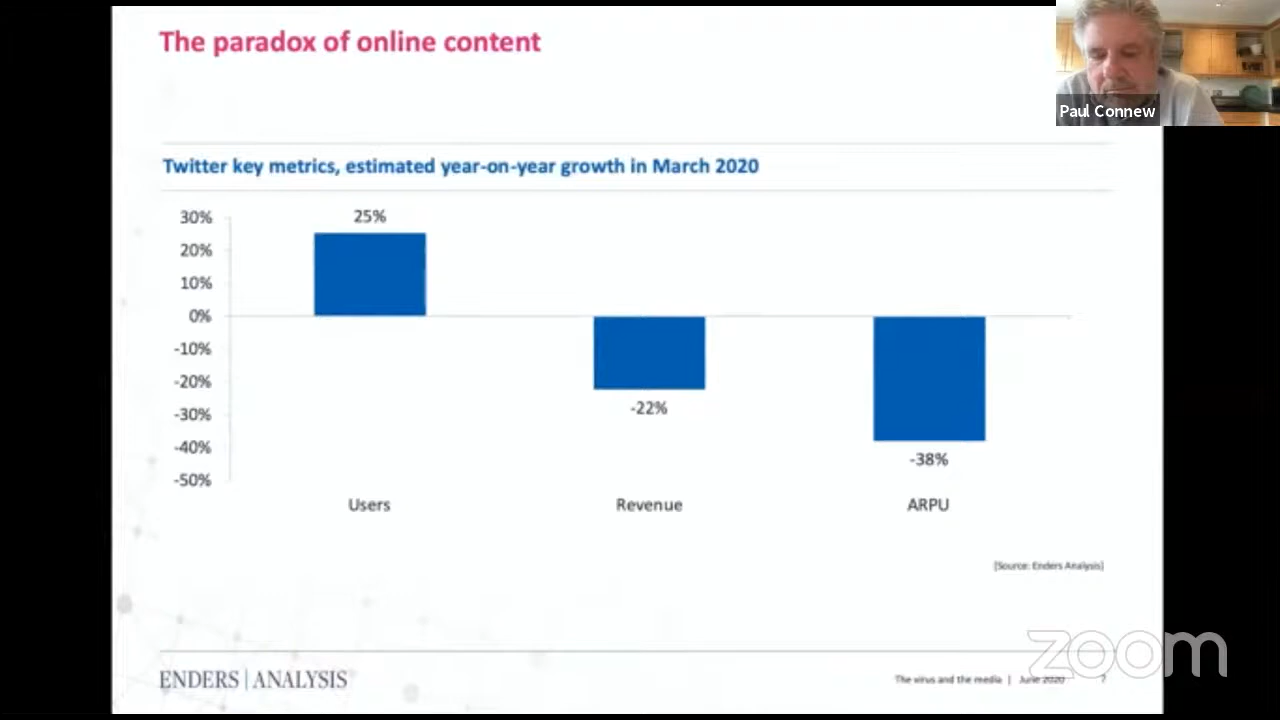 The paradox of online content
Paul Connew
Twitter key metrics, estimated year-on-year growth in March 2020
30%
20%
10%
0%
-10%
-20%
-30%
-40%
-50%
25%
-22%
-38%
Users Revenue ARPU
[Source: Enders Analysis]
zoom
ENDERS | ANALYSIS
The virus and the media | June 2020 7